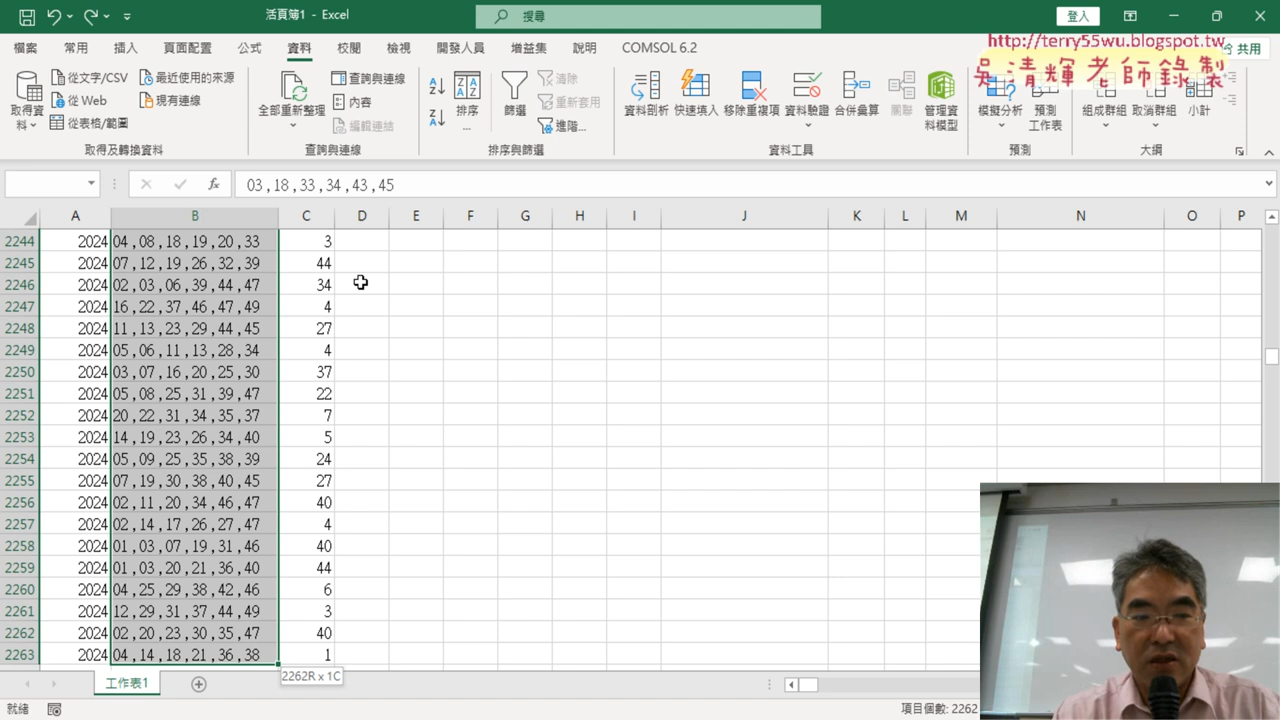 活頁簿1 - Excel
搜尋
登入
檔案 常用 插入 頁面配置 公式 資料 校閱 檢視 開發人員 增益集 說明 COMSOL 6.2
共用
http://terry55wu.blogspot.tw
吳清輝老師錄製
取得資料
從文字/CSV
從 Web
從表格/範圍
最近使用的來源
現有連線
取得及轉換資料
全部重新整理
查詢與連線
內容
編輯連結
查詢與連線
排序...
篩選
清除
重新套用
進階...
排序與篩選
資料剖析 快速填入 移除重複項 資料驗證 合併彙算 關聯 管理資料模型
資料工具
模擬分析 預測工作表
預測
組成群組 取消群組 小計
大綱
fx 03,18,33,34,43,45
A B C D E F G H I J K L M N O P
2244 2024 04,08,18,19,20,33 3
2245 2024 07,12,19,26,32,39 44
2246 2024 02,03,06,39,44,47 34
2247 2024 16,22,37,46,47,49 4
2248 2024 11,13,23,29,44,45 27
2249 2024 05,06,11,13,28,34 4
2250 2024 03,07,16,20,25,30 37
2251 2024 05,08,25,31,39,47 22
2252 2024 20,22,31,34,35,37 7
2253 2024 14,19,23,26,34,40 5
2254 2024 05,09,25,35,38,39 24
2255 2024 07,19,30,38,40,45 27
2256 2024 02,11,20,34,46,47 40
2257 2024 02,14,17,26,27,47 4
2258 2024 01,03,07,19,31,46 40
2259 2024 01,03,20,21,36,40 44
2260 2024 04,25,29,38,42,46 6
2261 2024 12,29,31,37,44,49 3
2262 2024 02,20,23,30,35,47 40
2263 2024 04,14,18,21,36,38 1
2262R x 1C
工作表1
就緒
項目個數: 2262